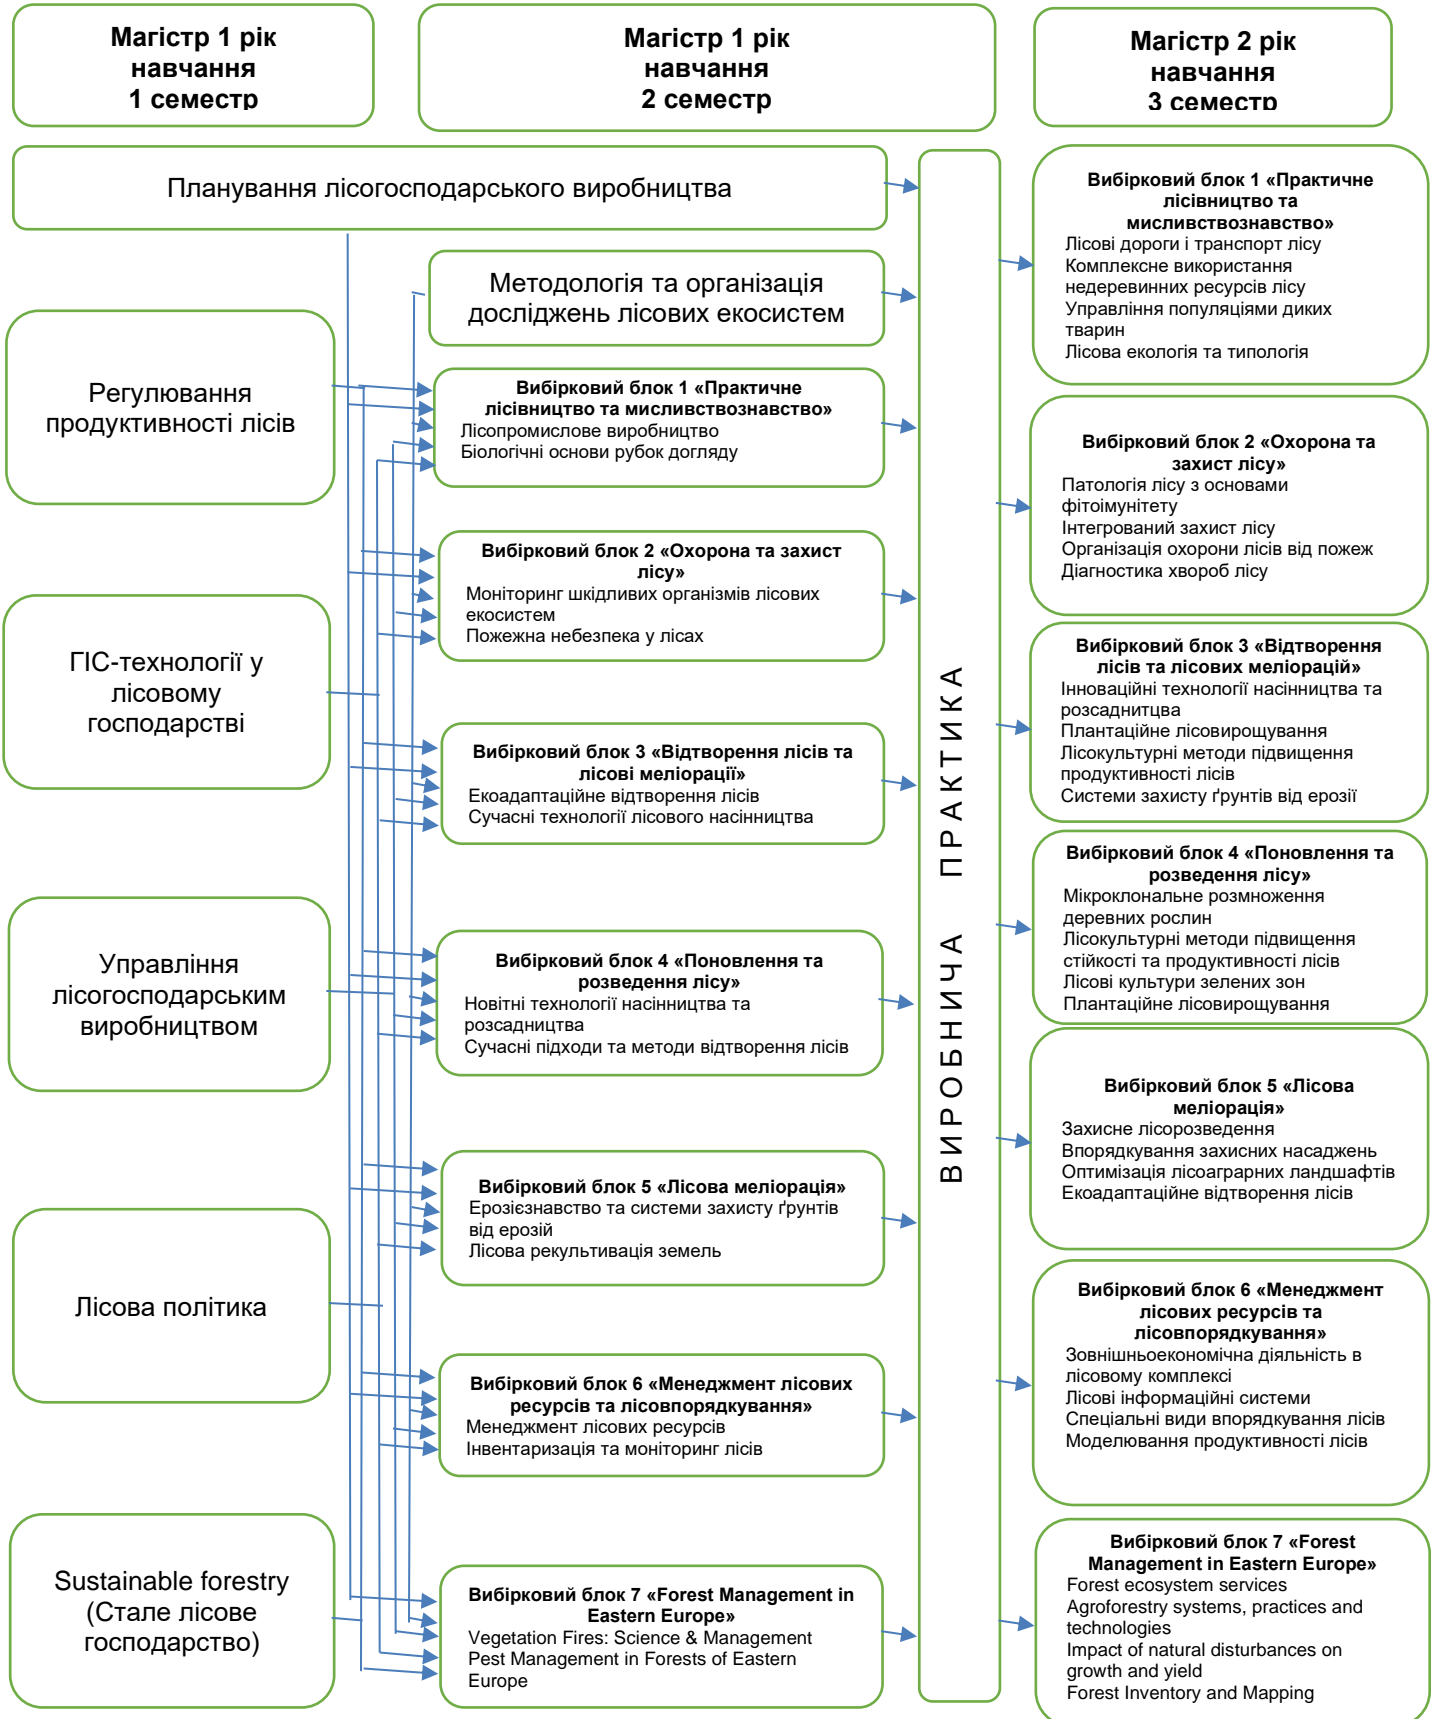 Магістр 1 рік
навчання
1 семестр
Магістр 1 рік
навчання
2 семестр
Магістр 2 рік
навчання
3 семестр
Планування лісогосподарського виробництва
Регулювання
продуктивності лісів
ГІС-технології у
лісовому
господарстві
Управління
лісогосподарським
виробництвом
Лісова політика
Sustainable forestry
(Стале лісове
господарство)
Методологія та організація
досліджень лісових екосистем
Вибірковий блок 1 «Практичне
лісівництво та мисливствознавство»
Лісопромислове виробництво
Біологічні основи рубок догляду
Вибірковий блок 2 «Охорона та захист
лісу»
Моніторинг шкідливих організмів лісових
екосистем
Пожежна небезпека у лісах
Вибірковий блок 3 «Відтворення лісів та
лісові меліорації»
Екоадаптаційне відтворення лісів
Сучасні технології лісового насінництва
Вибірковий блок 4 «Поновлення та
розведення лісу»
Новітні технології насінництва та
розсадництва
Сучасні підходи та методи відтворення лісів
Вибірковий блок 5 «Лісова меліорація»
Ерозієзнавство та системи захисту ґрунтів
від ерозій
Лісова рекультивація земель
Вибірковий блок 6 «Менеджмент лісових
ресурсів та лісовпорядкування»
Менеджмент лісових ресурсів
Інвентаризація та моніторинг лісів
Вибірковий блок 7 «Forest Management in
Eastern Europe»
Vegetation Fires: Science & Management
Pest Management in Forests of Eastern
Europe
ВИРОБНИЧА ПРАКТИКА
Вибірковий блок 1 «Практичне
лісівництво та
мисливствознавство»
Лісові дороги і транспорт лісу
Комплексне використання
недеревинних ресурсів лісу
Управління популяціями диких
тварин
Лісова екологія та типологія
Вибірковий блок 2 «Охорона та
захист лісу»
Патологія лісу з основами
фітоімунітету
Інтегрований захист лісу
Організація охорони лісів від пожеж
Діагностика хвороб лісу
Вибірковий блок 3 «Відтворення
лісів та лісових меліорацій»
Інноваційні технології насінництва та
розсаднитцва
Плантаційне лісовирощування
Лісокультурні методи підвищення
продуктивності лісів
Системи захисту ґрунтів від ерозії
Вибірковий блок 4 «Поновлення та
розведення лісу»
Мікроклональне розмноження
деревних рослин
Лісокультурні методи підвищення
стійкості та продуктивності лісів
Лісові культури зелених зон
Плантаційне лісовирощування
Вибірковий блок 5 «Лісова
меліорація»
Захисне лісорозведення
Впорядкування захисних насаджень
Оптимізація лісоаграрних ландшафтів
Екоадаптаційне відтворення лісів
Вибірковий блок 6 «Менеджмент
лісових ресурсів та
лісовпорядкування»
Зовнішньоекономічна діяльність в
лісовому комплексі
Лісові інформаційні системи
Спеціальні види впорядкування лісів
Моделювання продуктивності лісів
Вибірковий блок 7 «Forest
Management in Eastern Europe»
Forest ecosystem services
Agroforestry systems, practices and
technologies
Impact of natural disturbances on
growth and yield
Forest Inventory and Mapping